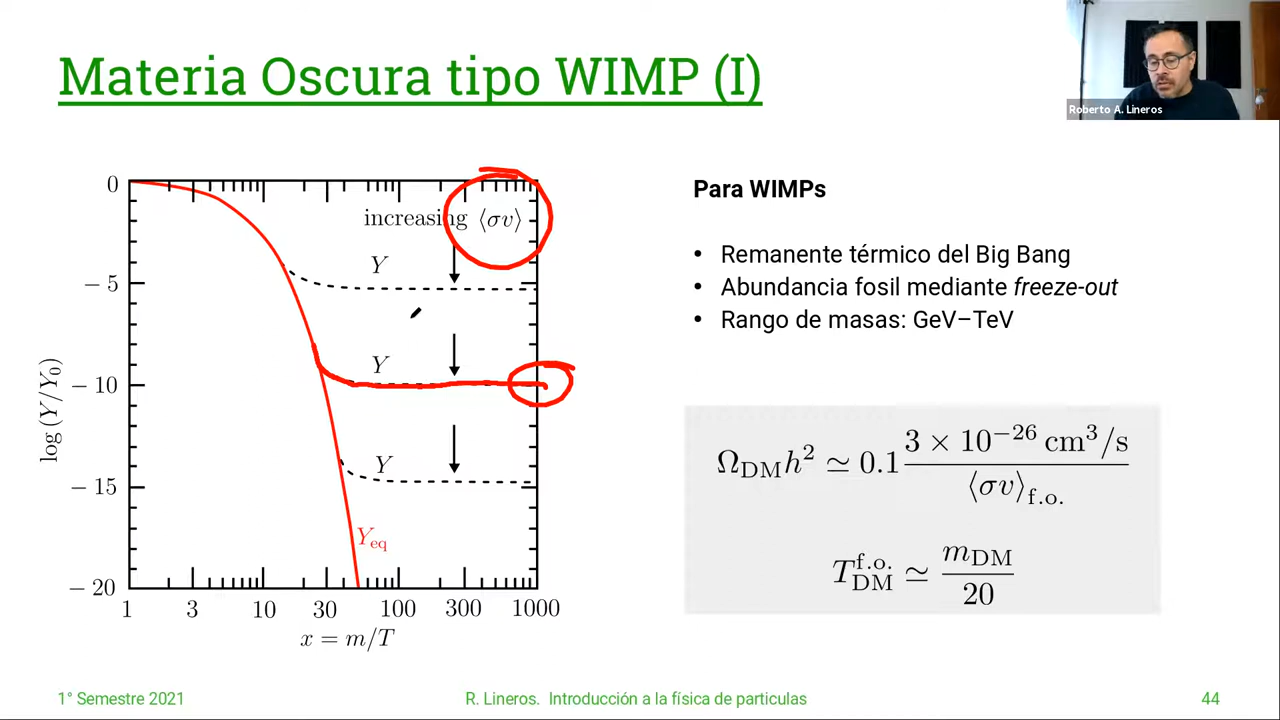 Materia Oscura tipo WIMP (I)
Roberto A. Lineros
0
− 5
− 10
− 15
− 20
log (Y/Y₀)
increasing ⟨σv⟩
Y
Y
Y
Y_eq
1 3 10 30 100 300 1000
x = m/T
Para WIMPs
• Remanente térmico del Big Bang
• Abundancia fosil mediante freeze-out
• Rango de masas: GeV–TeV
Ω_DM h² ≃ 0.1 3 × 10⁻²⁶ cm³/s / ⟨σv⟩_f.o.
T_DM^f.o. ≃ m_DM / 20
1° Semestre 2021
R. Lineros. Introducción a la física de particulas
44